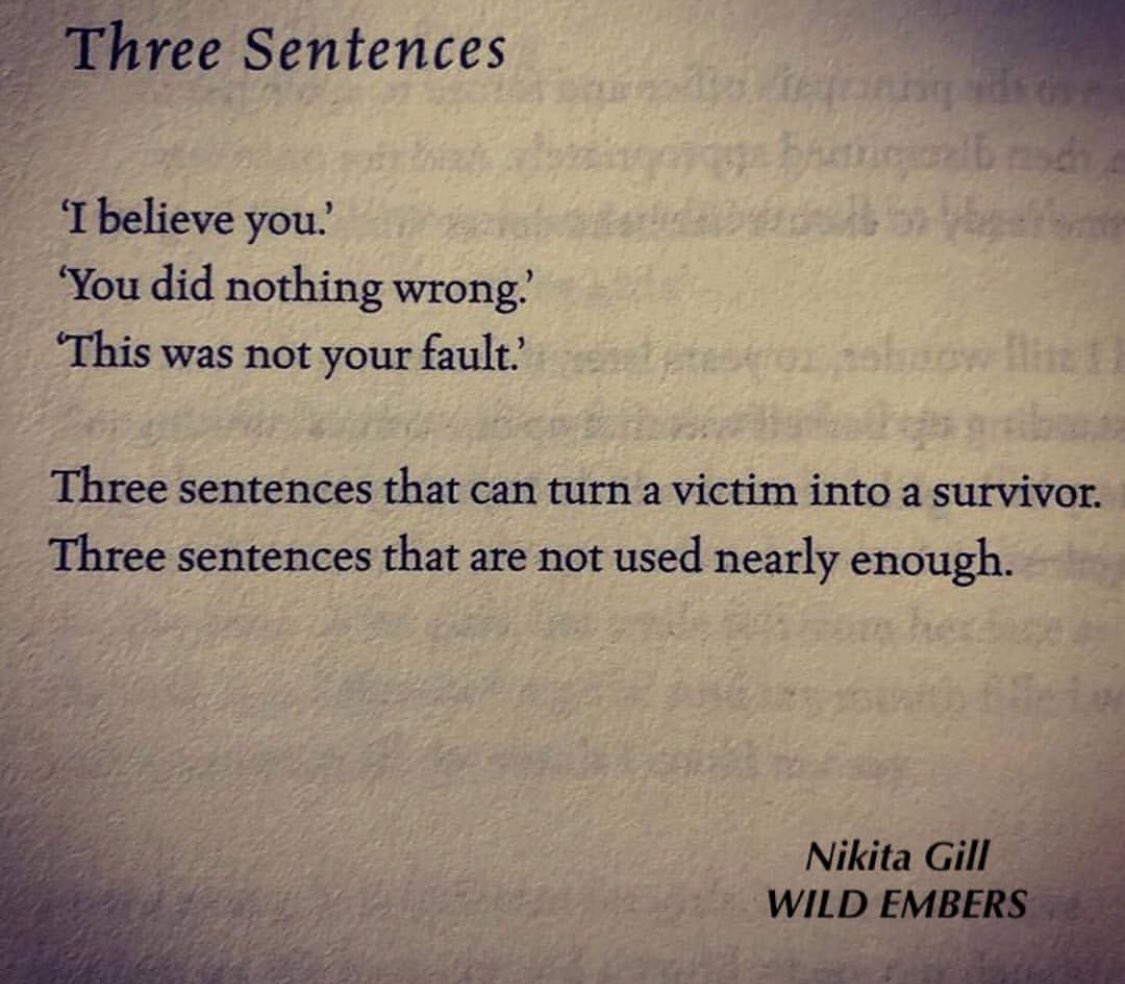 Three Sentences
‘I believe you.’
‘You did nothing wrong.’
‘This was not your fault.’
Three sentences that can turn a victim into a survivor.
Three sentences that are not used nearly enough.
Nikita Gill
WILD EMBERS